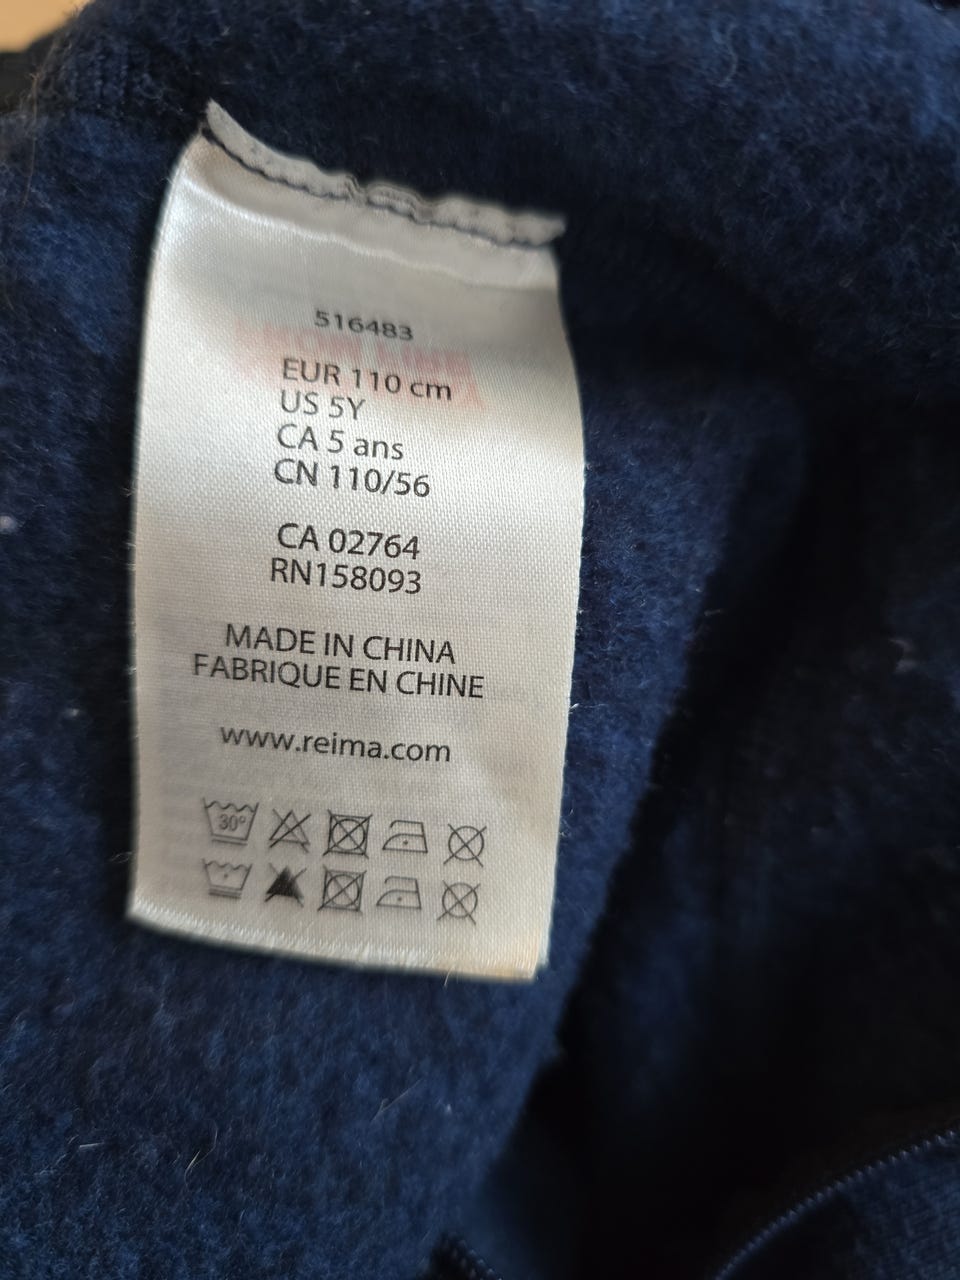 516483
EUR 110 cm
US 5Y
CA 5 ans
CN 110/56
CA 02764
RN158093
MADE IN CHINA
FABRIQUE EN CHINE
www.reima.com
30°